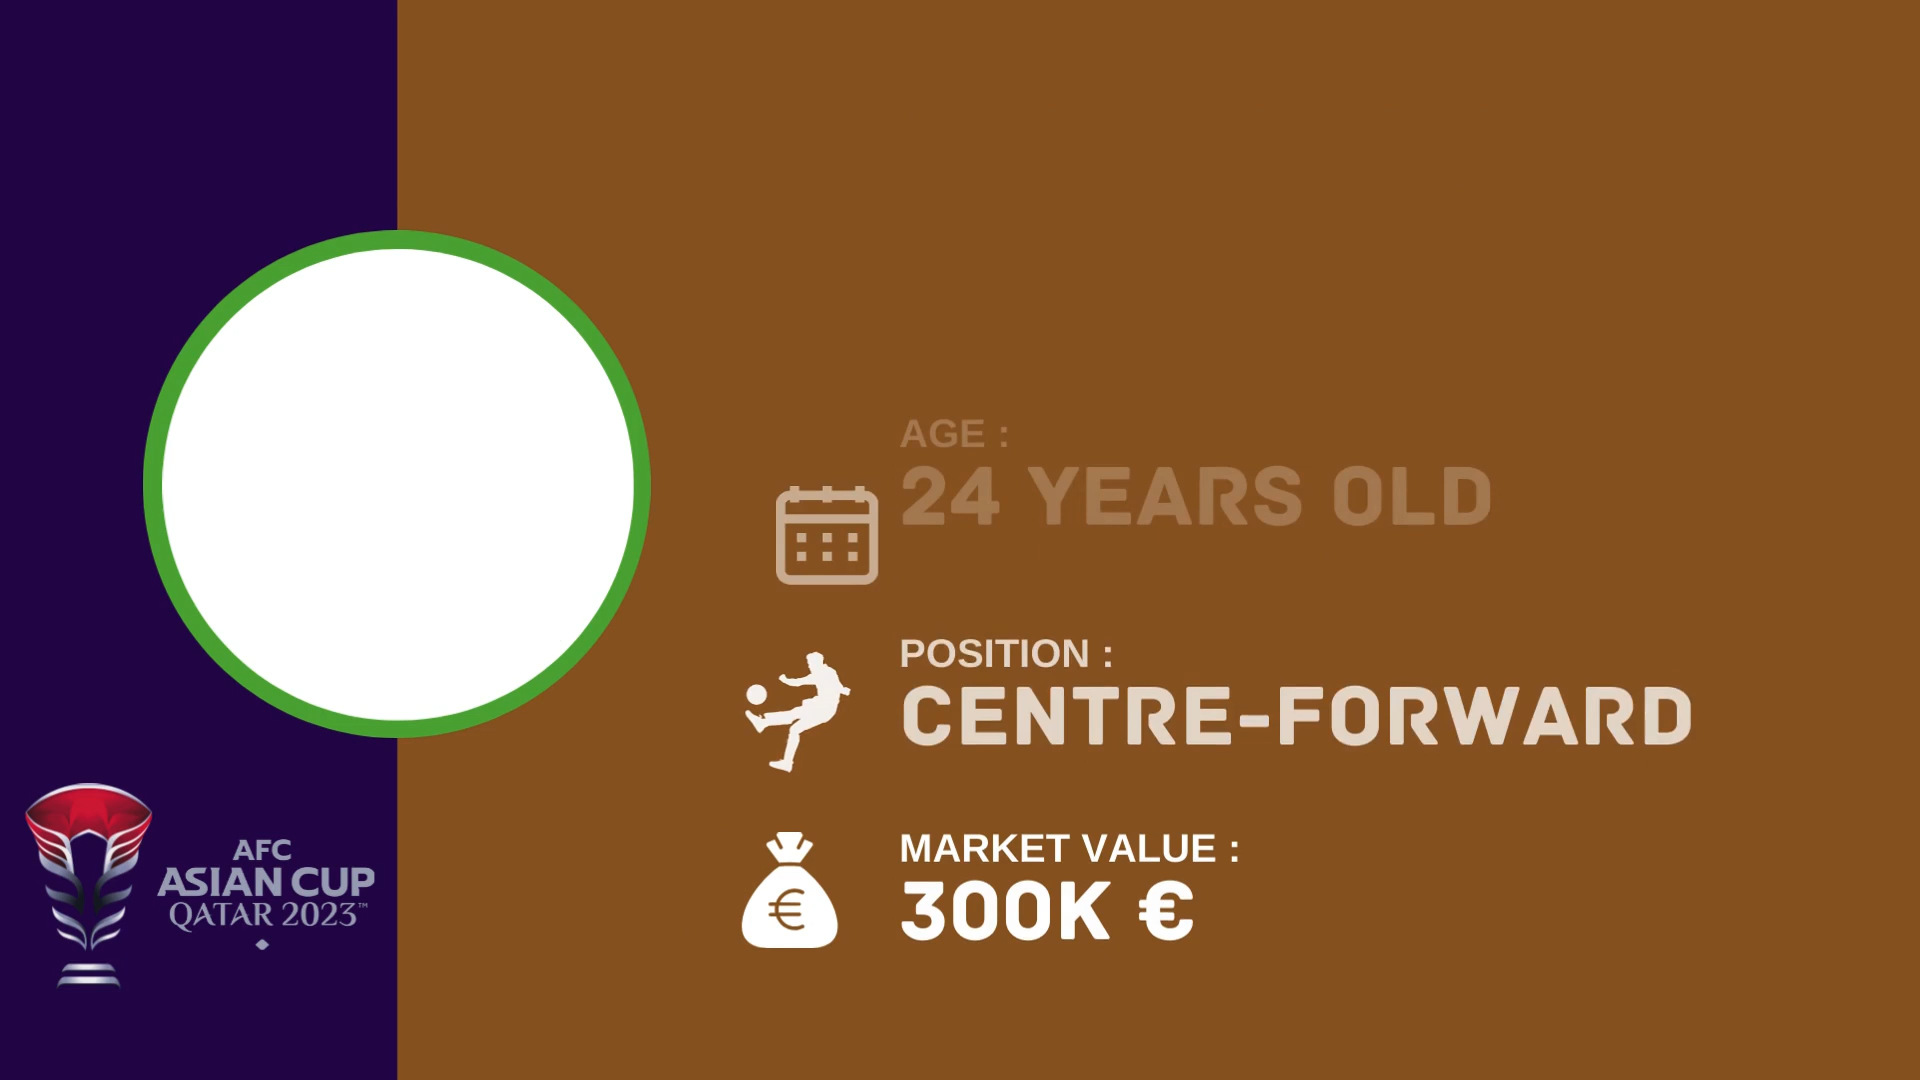 AGE :
24 YEARS OLD
POSITION :
CENTRE-FORWARD
MARKET VALUE :
300K €
AFC
ASIAN CUP
QATAR 2023™